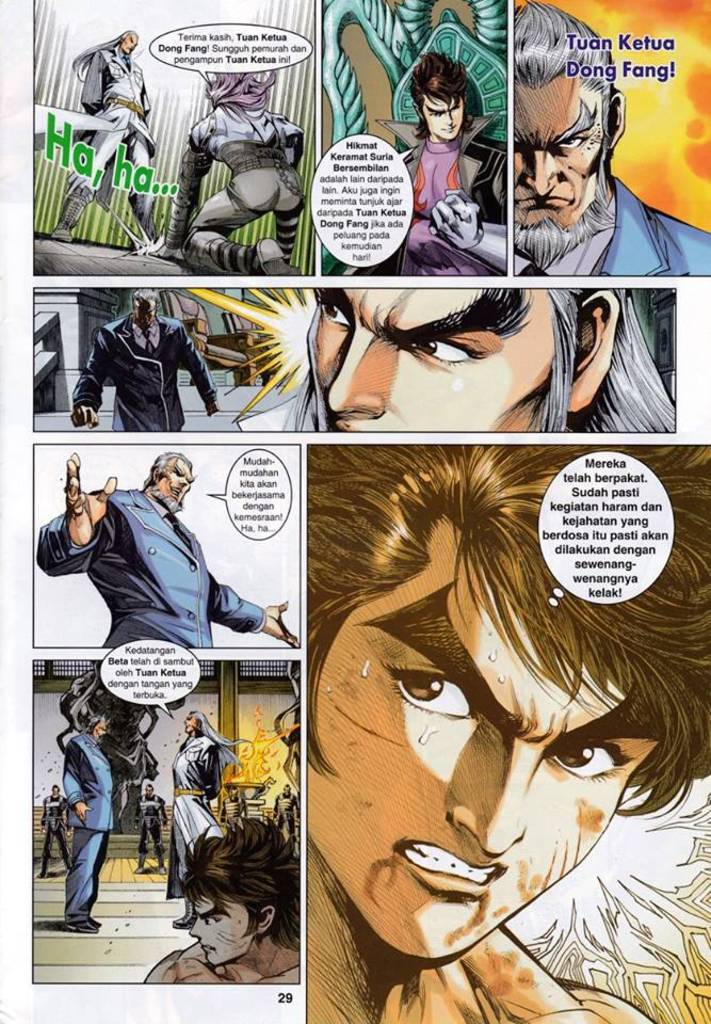 Terima kasih, Tuan Ketua
Dong Fang! Sungguh pemurah dan
pengampun Tuan Ketua ini!
Ha, ha...
Hikmat
Keramat Suria
Bersenketan
adalah lain daripada
lain. Aku juga ingin
meminta tunjuk ajar
daripada Tuan Ketua
Dong Fang jika ada
peluang pada
kemudian
hari!
Tuan Ketua
Dong Fang!
Mudah-
mudahan
kita akan
bekerjasama
dengan
kemesraan!
Ha, ha...
Mereka
telah berpakat.
Sudah pasti
kegiatan haram dan
kejahatan yang
berdosa itu pasti akan
dilakukan dengan
sewenang-
wenangnya
kelak!
Kedatangan
Beta telah di sambut
oleh Tuan Ketua
dengan tangan yang
terbuka.
29